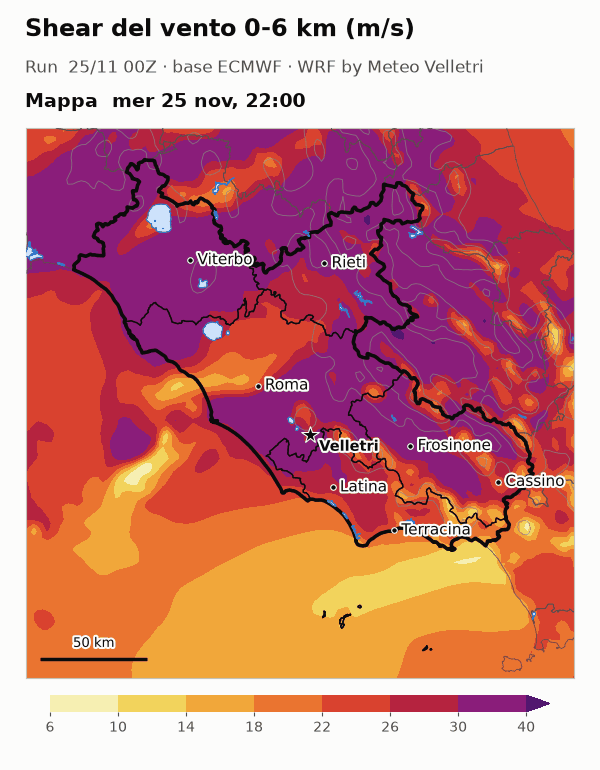 Shear del vento 0-6 km (m/s)
Run  25/11 00Z · base ECMWF · WRF by Meteo Velletri
Mappa  mer 25 nov, 22:00
Viterbo
Rieti
Roma
Velletri
Frosinone
Latina
Cassino
Terracina
50 km
6 10 14 18 22 26 30 40